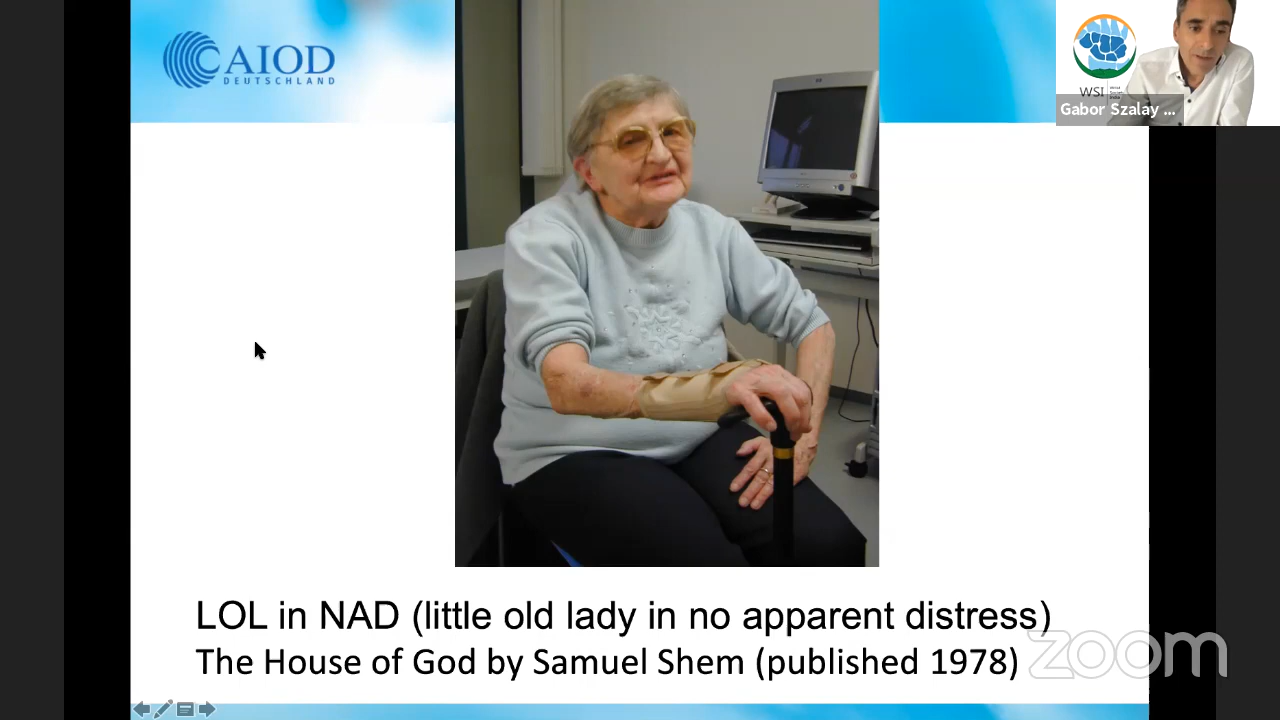 CAIOD
DEUTSCHLAND
WSI
Gabor Szalay ...
LOL in NAD (little old lady in no apparent distress)
The House of God by Samuel Shem (published 1978)
zoom